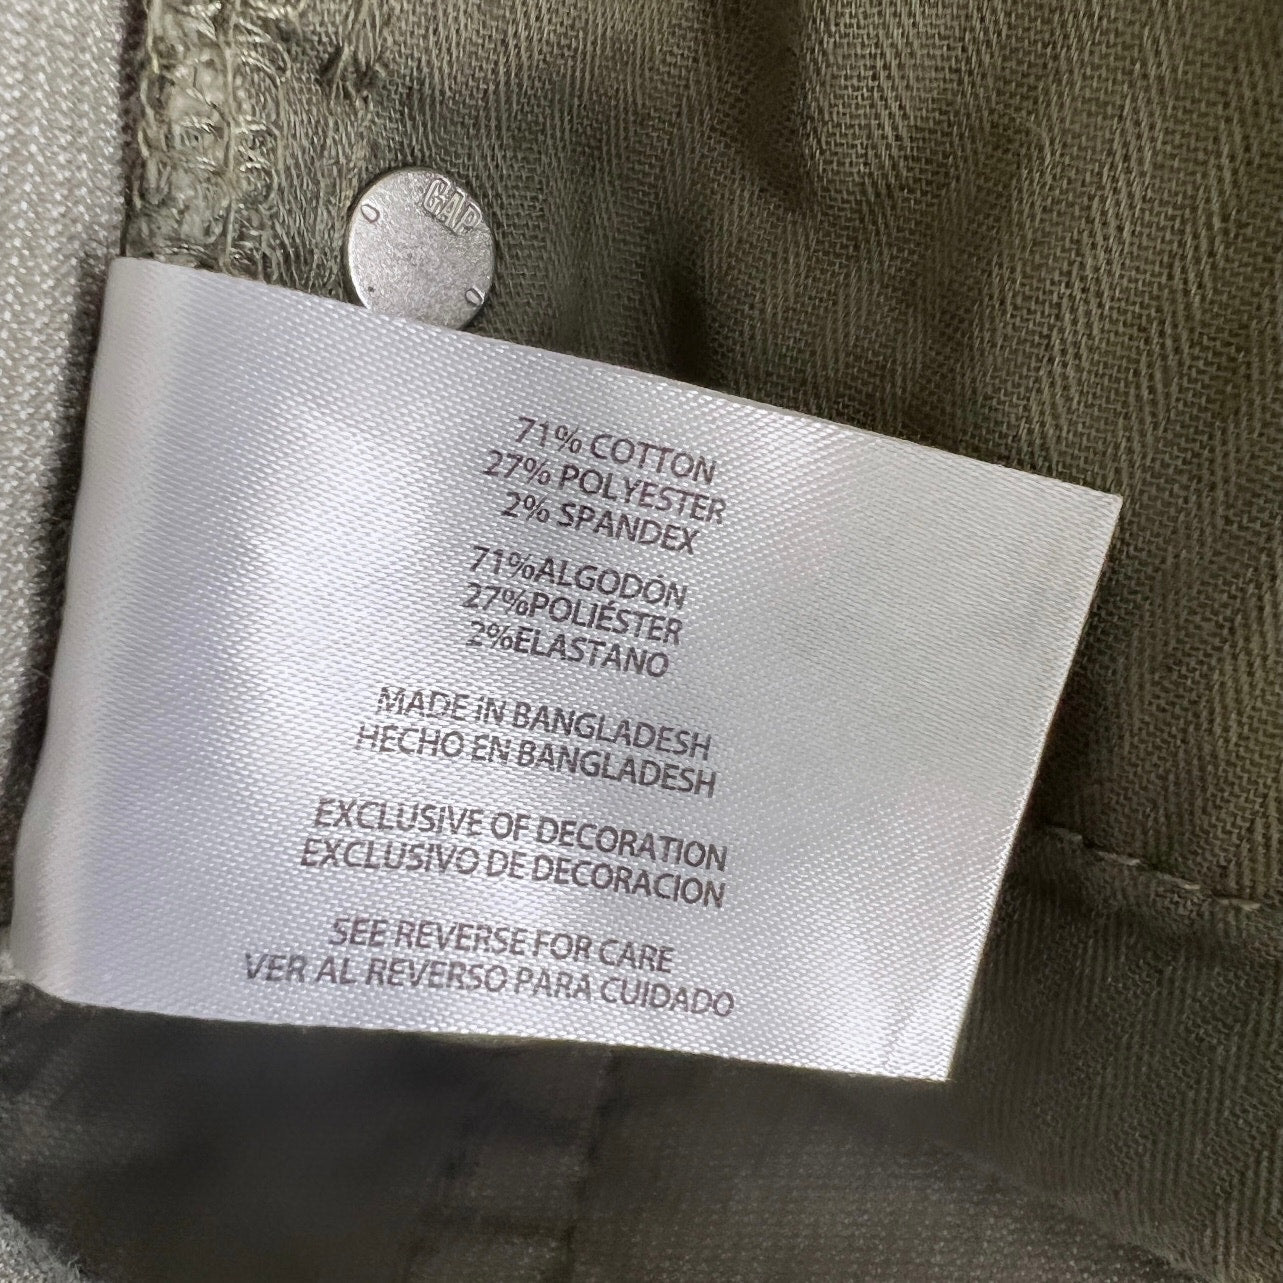 GAP
71% COTTON
27% POLYESTER
2% SPANDEX
71%ALGODÓN
27%POLIÉSTER
2%ELASTANO
MADE iN BANGLADESH
HECHO EN BANGLADESH
EXCLUSiVE OF DECORATION
EXCLUSIVO DE DECORACION
SEE REVERSE FOR CARE
VER AL REVERSO PARA CUIDADO